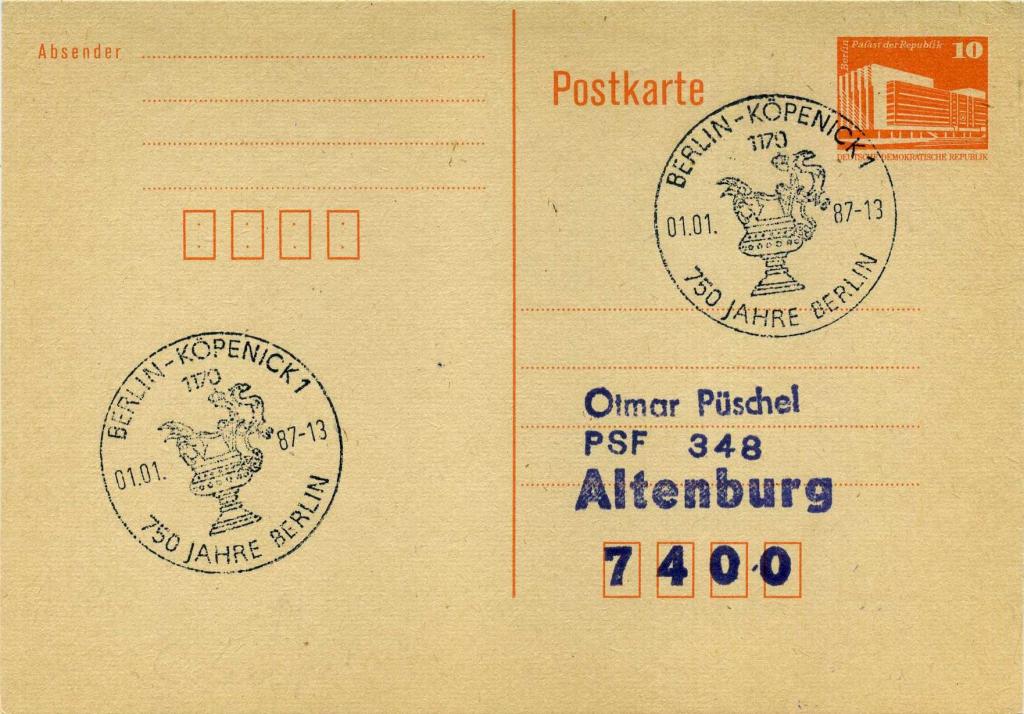 Absender
Postkarte
Berlin
Palast der Republik
10
DEUTSCHE DEMOKRATISCHE REPUBLIK
BERLIN-KÖPENICK 1
1170
01.01. 87-13
750 JAHRE BERLIN
BERLIN-KÖPENICK 1
1170
01.01. 87-13
750 JAHRE BERLIN
Otmar Püschel
PSF 348
Altenburg
7400